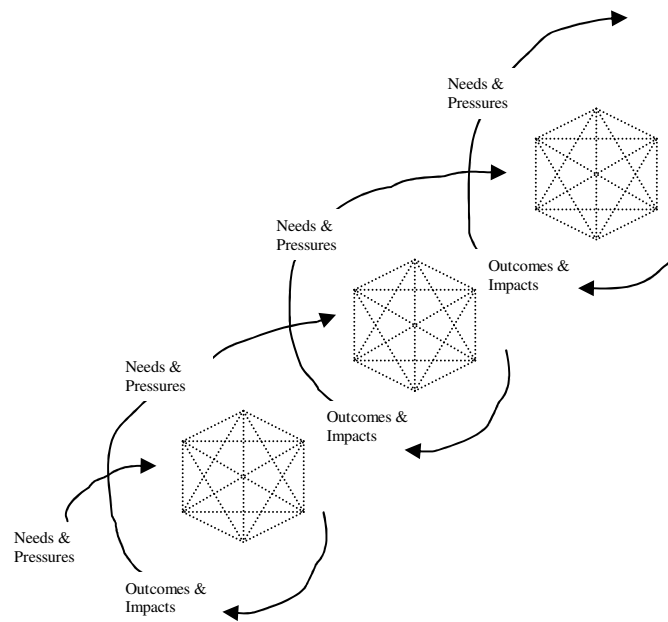 Needs &
Pressures
Needs &
Pressures
Outcomes &
Impacts
Needs &
Pressures
Outcomes &
Impacts
Needs &
Pressures
Outcomes &
Impacts